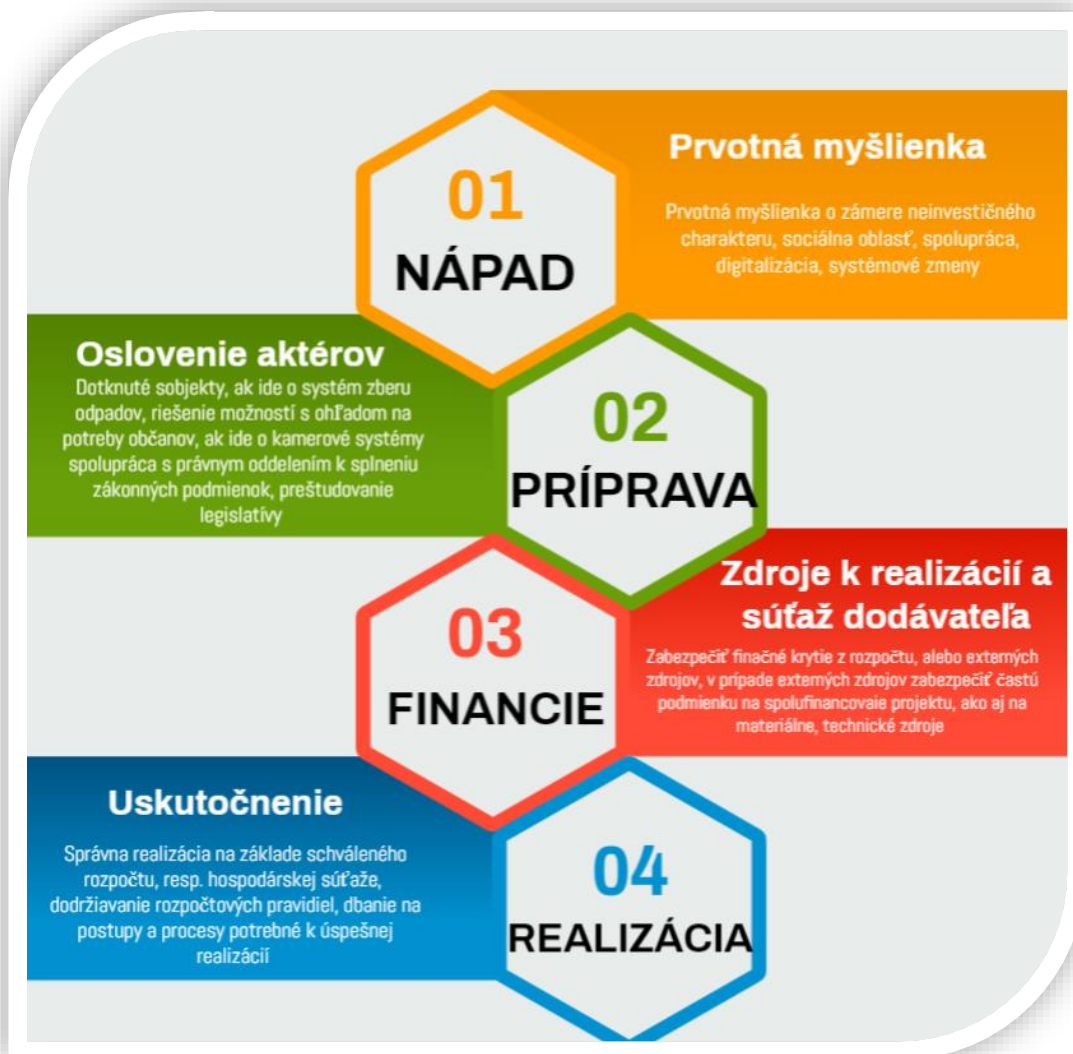 01
NÁPAD
Prvotná myšlienka
Prvotná myšlienka o zámere neinvestičného
charakteru, sociálna oblasť, spolupráca,
digitalizácia, systémové zmeny
Oslovenie aktérov
Dotknuté sobjekty, ak ide o systém zberu
odpadov, riešenie možností s ohľadom na
potreby občanov, ak ide o kamerové systémy
spolupráca s právnym oddelením k splneniu
zákonných podmienok, preštudovanie
legislatívy
02
PRÍPRAVA
03
FINANCIE
Zdroje k realizácií a
súťaž dodávateľa
Zabezpečiť finačné krytie z rozpočtu, alebo externých
zdrojov, v prípade externých zdrojov zabezpečiť častú
podmienku na spolufinancovaie projektu, ako aj na
materiálne, technické zdroje
Uskutočnenie
Správna realizácia na základe schváleného
rozpočtu, resp. hospodárskej súťaže,
dodržiavanie rozpočtových pravidiel, dbanie na
postupy a procesy potrebné k úspešnej
realizácií
04
REALIZÁCIA